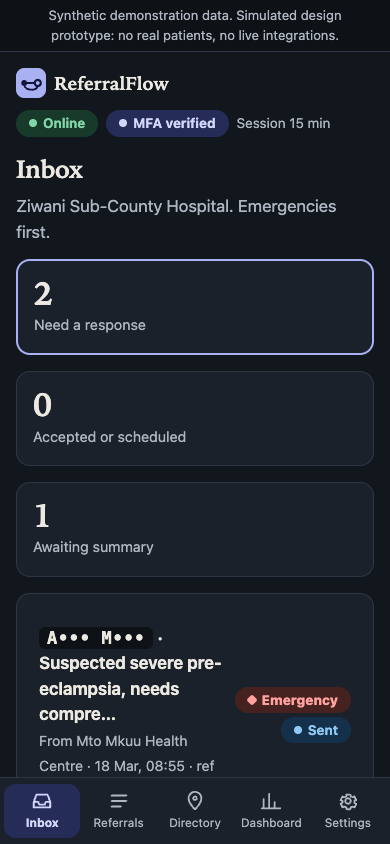 Synthetic demonstration data. Simulated design
prototype: no real patients, no live integrations.
ReferralFlow
Online
MFA verified
Session 15 min
Inbox
Ziwani Sub-County Hospital. Emergencies
first.
2
Need a response
0
Accepted or scheduled
1
Awaiting summary
A••• M••• ·
Suspected severe pre-
eclampsia, needs
compre...
Emergency
Sent
From Mto Mkuu Health
Centre · 18 Mar, 08:55 · ref
Inbox
Referrals
Directory
Dashboard
Settings